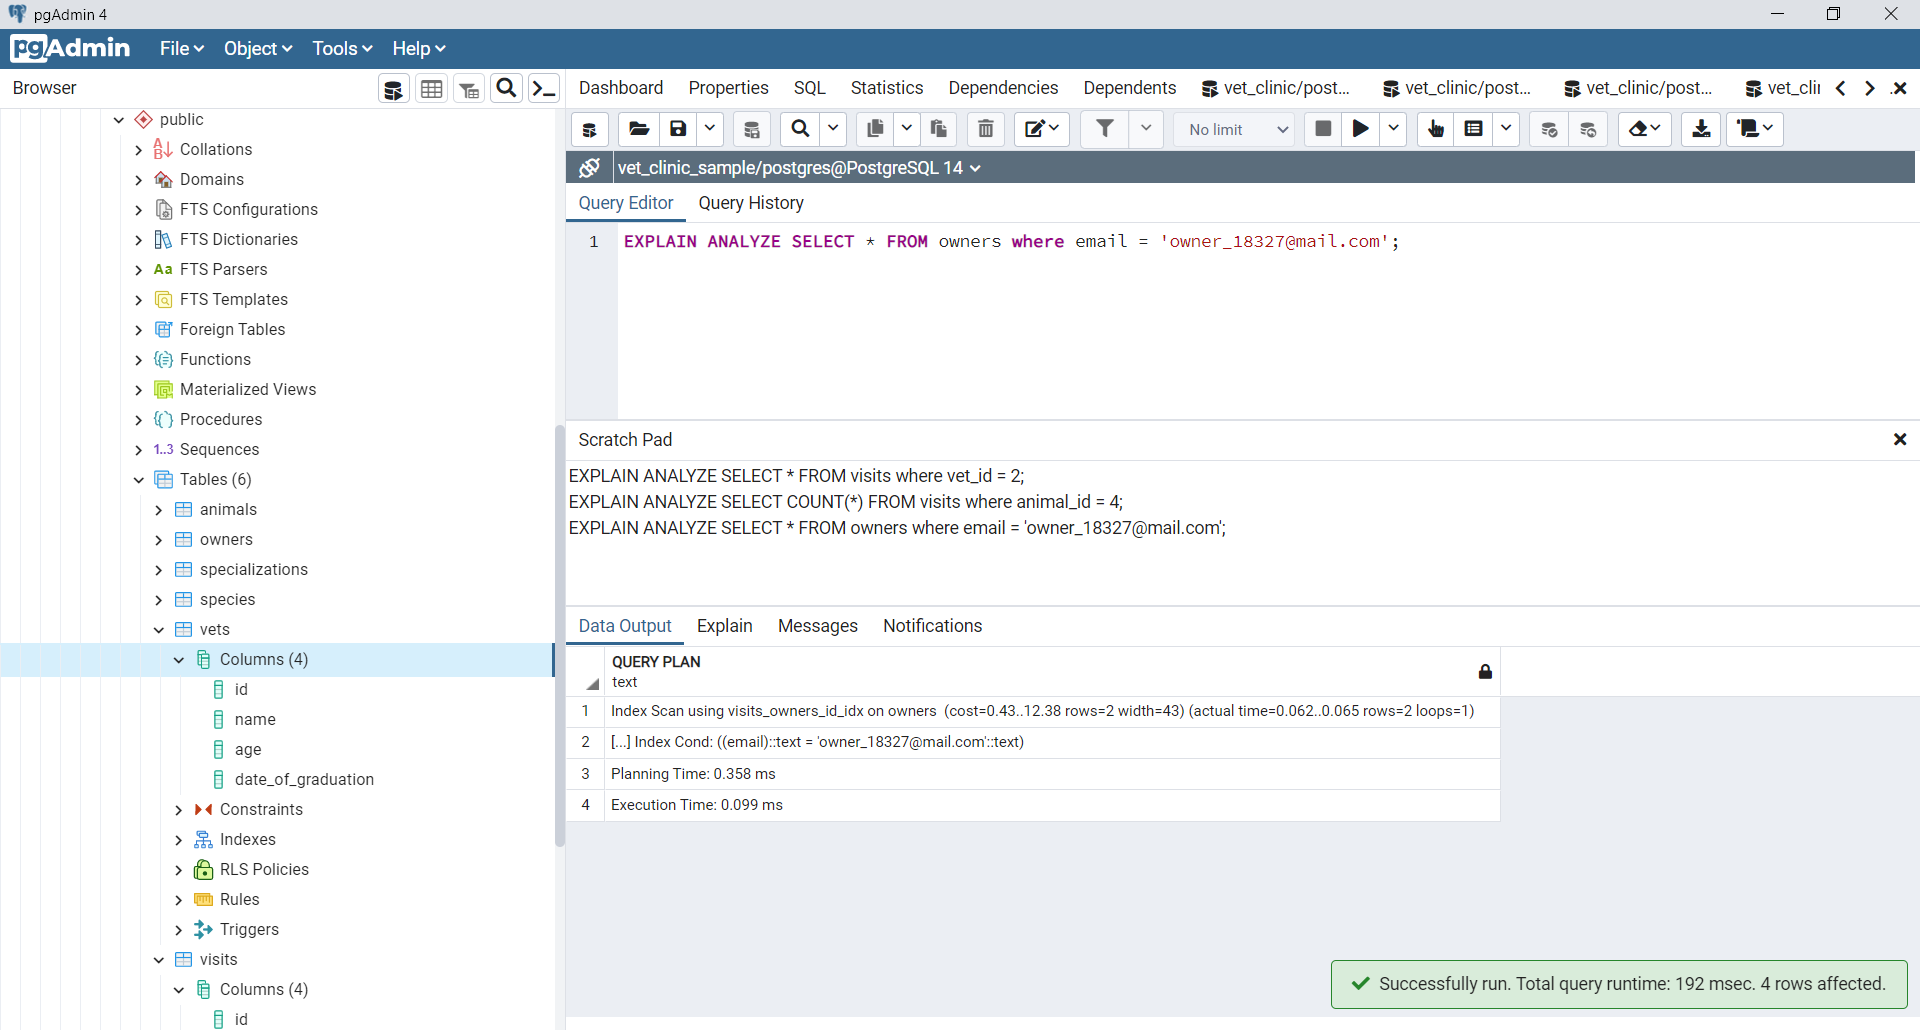 pgAdmin 4
pgAdmin File Object Tools Help
Browser
Dashboard Properties SQL Statistics Dependencies Dependents vet_clinic/post... vet_clinic/post... vet_clinic/post... vet_cli
No limit
vet_clinic_sample/postgres@PostgreSQL 14
Query Editor Query History
1 EXPLAIN ANALYZE SELECT * FROM owners where email = 'owner_18327@mail.com';
Scratch Pad
EXPLAIN ANALYZE SELECT * FROM visits where vet_id = 2;
EXPLAIN ANALYZE SELECT COUNT(*) FROM visits where animal_id = 4;
EXPLAIN ANALYZE SELECT * FROM owners where email = 'owner_18327@mail.com';
Data Output Explain Messages Notifications
QUERY PLAN
text
1 Index Scan using visits_owners_id_idx on owners (cost=0.43..12.38 rows=2 width=43) (actual time=0.062..0.065 rows=2 loops=1)
2 [...] Index Cond: ((email)::text = 'owner_18327@mail.com'::text)
3 Planning Time: 0.358 ms
4 Execution Time: 0.099 ms
Successfully run. Total query runtime: 192 msec. 4 rows affected.
public
Collations
Domains
FTS Configurations
FTS Dictionaries
Aa FTS Parsers
FTS Templates
Foreign Tables
Functions
Materialized Views
Procedures
1..3 Sequences
Tables (6)
animals
owners
specializations
species
vets
Columns (4)
id
name
age
date_of_graduation
Constraints
Indexes
RLS Policies
Rules
Triggers
visits
Columns (4)
id